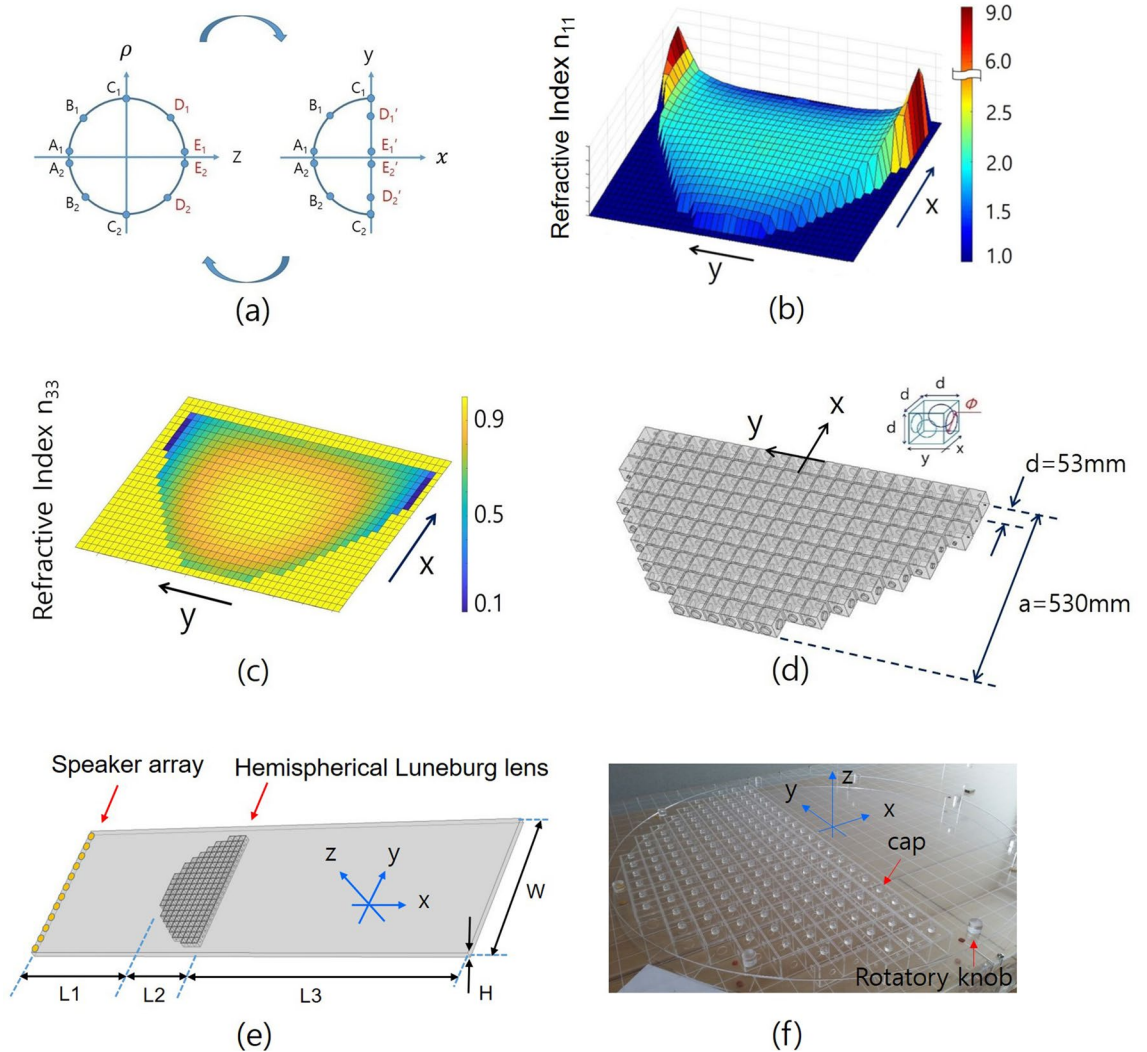 ρ
C₁
B₁
D₁
A₁
E₁
Z
A₂
E₂
B₂
D₂
C₂
y
C₁
B₁
D₁′
A₁
E₁′
x
A₂
E₂′
B₂
D₂′
C₂
(a)
Refractive Index n₁₁
9.0
6.0
2.5
2.0
1.5
1.0
x
y
(b)
Refractive Index n₃₃
0.9
0.5
0.1
x
y
(c)
d
d
d
Φ
y
x
x
y
d=53mm
a=530mm
(d)
Speaker array
Hemispherical Luneburg lens
z
y
x
W
H
L1
L2
L3
(e)
z
y
x
cap
Rotatory knob
(f)